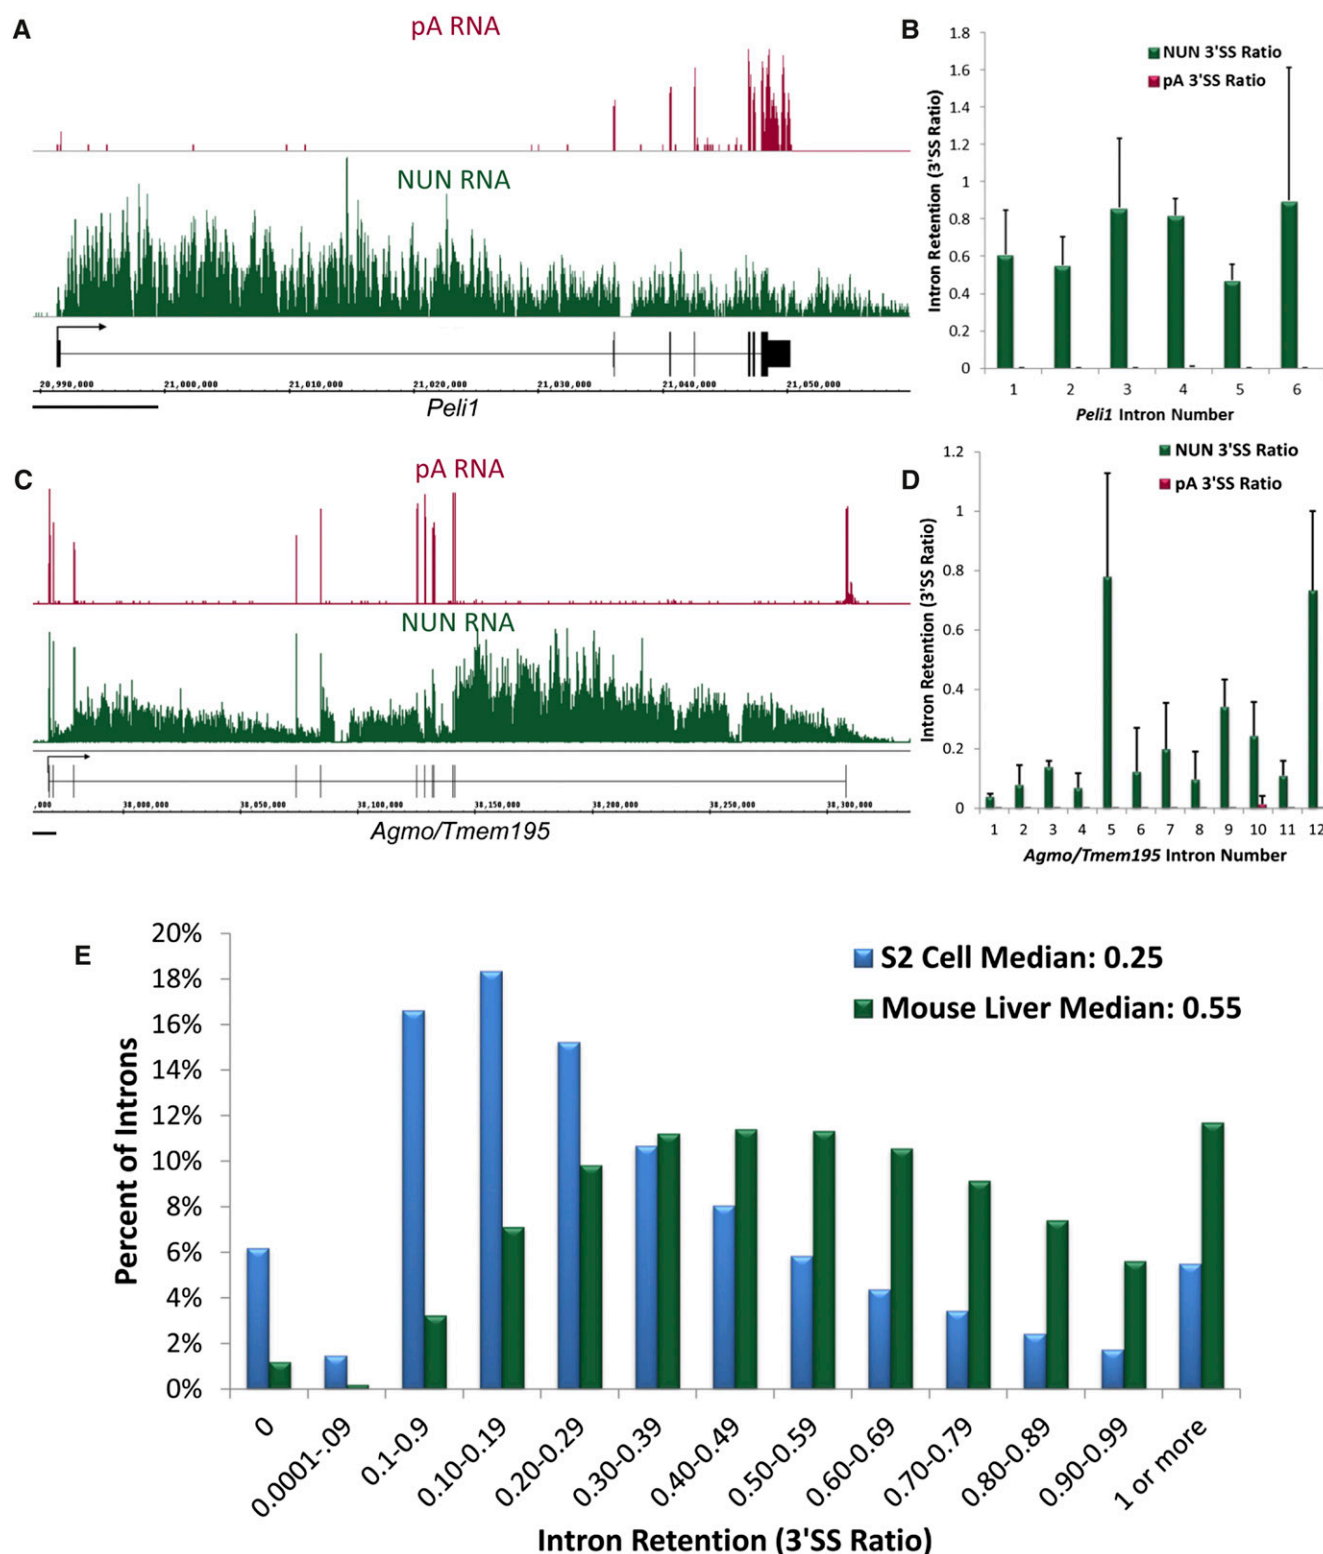 A
pA RNA
NUN RNA
20,990,000 21,000,000 21,010,000 21,020,000 21,030,000 21,040,000 21,050,000
Peli1
B
1.8
1.6
1.4
1.2
1
0.8
0.6
0.4
0.2
0
Intron Retention (3'SS Ratio)
NUN 3'SS Ratio
pA 3'SS Ratio
1 2 3 4 5 6
Peli1 Intron Number
C
pA RNA
NUN RNA
,000 38,000,000 38,050,000 38,100,000 38,150,000 38,200,000 38,250,000 38,300,000
Agmo/Tmem195
D
1.2
1
0.8
0.6
0.4
0.2
0
Intron Retention (3'SS Ratio)
NUN 3'SS Ratio
pA 3'SS Ratio
1 2 3 4 5 6 7 8 9 10 11 12
Agmo/Tmem195 Intron Number
E
20%
18%
16%
14%
12%
10%
8%
6%
4%
2%
0%
Percent of Introns
S2 Cell Median: 0.25
Mouse Liver Median: 0.55
0 0.0001-.09 0.1-0.9 0.10-0.19 0.20-0.29 0.30-0.39 0.40-0.49 0.50-0.59 0.60-0.69 0.70-0.79 0.80-0.89 0.90-0.99 1 or more
Intron Retention (3'SS Ratio)